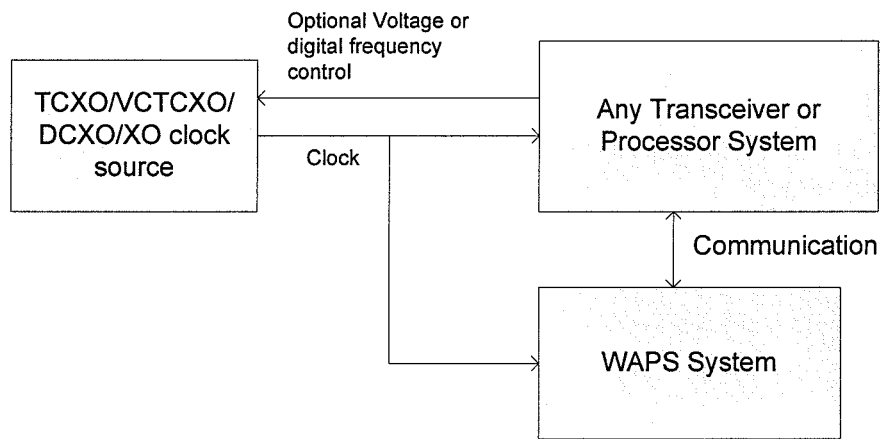 Optional Voltage or
digital frequency
control
TCXO/VCTCXO/
DCXO/XO clock
source
Clock
Any Transceiver or
Processor System
Communication
WAPS System